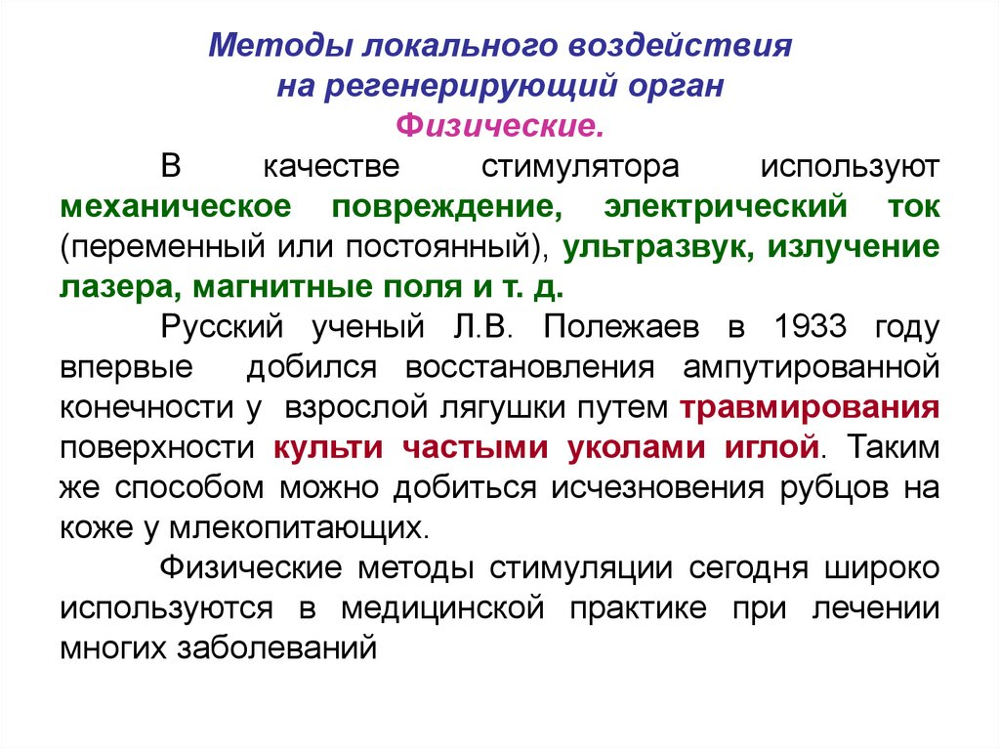 Методы локального воздействия
на регенерирующий орган
Физические.
В качестве стимулятора используют
механическое повреждение, электрический ток
(переменный или постоянный), ультразвук, излучение
лазера, магнитные поля и т. д.
Русский ученый Л.В. Полежаев в 1933 году
впервые добился восстановления ампутированной
конечности у взрослой лягушки путем травмирования
поверхности культи частыми уколами иглой. Таким
же способом можно добиться исчезновения рубцов на
коже у млекопитающих.
Физические методы стимуляции сегодня широко
используются в медицинской практике при лечении
многих заболеваний